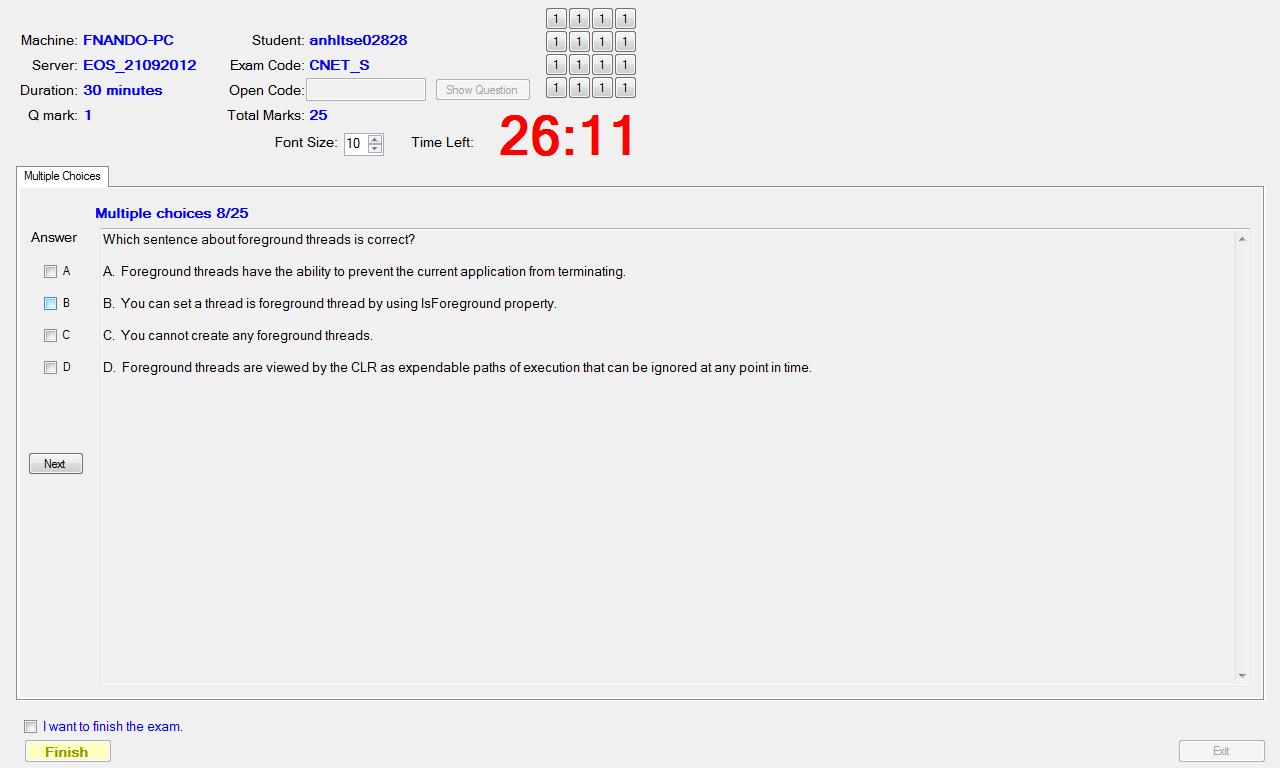 Machine: FNANDO-PC Student: anhltse02828
Server: EOS_21092012 Exam Code: CNET_S
Duration: 30 minutes Open Code: Show Question
Q mark: 1 Total Marks: 25
Font Size: 10 Time Left: 26:11
1 1 1 1
1 1 1 1
1 1 1 1
1 1 1 1
Multiple Choices
Multiple choices 8/25
Answer
Which sentence about foreground threads is correct?
A A. Foreground threads have the ability to prevent the current application from terminating.
B B. You can set a thread is foreground thread by using IsForeground property.
C C. You cannot create any foreground threads.
D D. Foreground threads are viewed by the CLR as expendable paths of execution that can be ignored at any point in time.
Next
I want to finish the exam.
Finish
Exit